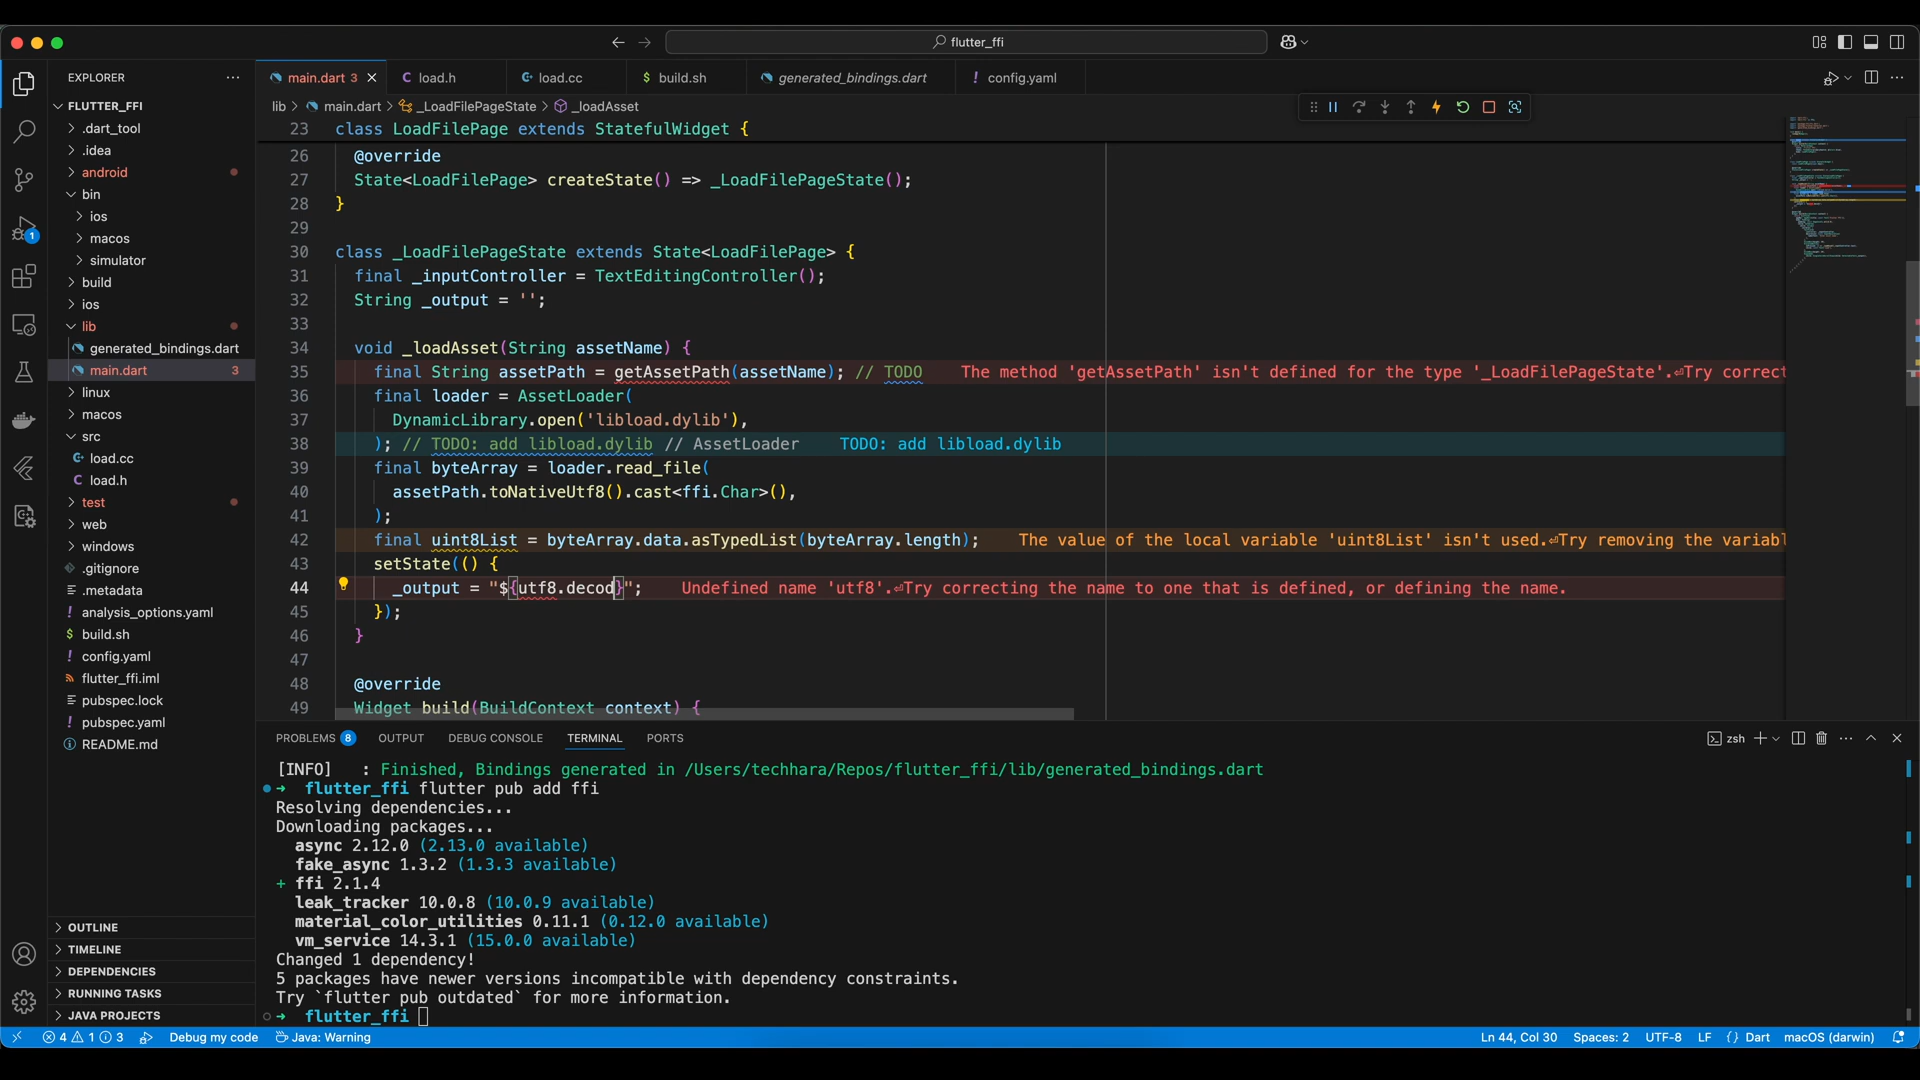 flutter_ffi
EXPLORER
main.dart 3
load.h
load.cc
build.sh
generated_bindings.dart
config.yaml
FLUTTER_FFI
.dart_tool
.idea
android
bin
ios
macos
simulator
build
ios
lib
generated_bindings.dart
main.dart 3
linux
macos
src
load.cc
load.h
test
web
windows
.gitignore
.metadata
analysis_options.yaml
build.sh
config.yaml
flutter_ffi.iml
pubspec.lock
pubspec.yaml
README.md
OUTLINE
TIMELINE
DEPENDENCIES
RUNNING TASKS
JAVA PROJECTS
1
lib > main.dart > _LoadFilePageState > _loadAsset
23 class LoadFilePage extends StatefulWidget {
26 @override
27 State<LoadFilePage> createState() => _LoadFilePageState();
28 }
29
30 class _LoadFilePageState extends State<LoadFilePage> {
31 final _inputController = TextEditingController();
32 String _output = '';
33
34 void _loadAsset(String assetName) {
35 final String assetPath = getAssetPath(assetName); // TODO The method 'getAssetPath' isn't defined for the type '_LoadFilePageState'.⏎Try correct
36 final loader = AssetLoader(
37 DynamicLibrary.open('libload.dylib'),
38 ); // TODO: add libload.dylib // AssetLoader TODO: add libload.dylib
39 final byteArray = loader.read_file(
40 assetPath.toNativeUtf8().cast<ffi.Char>(),
41 );
42 final uint8List = byteArray.data.asTypedList(byteArray.length); The value of the local variable 'uint8List' isn't used.⏎Try removing the variabl
43 setState(() {
44 _output = "${utf8.decod}"; Undefined name 'utf8'.⏎Try correcting the name to one that is defined, or defining the name.
45 });
46 }
47
48 @override
49 Widget build(BuildContext context) {
PROBLEMS 8 OUTPUT DEBUG CONSOLE TERMINAL PORTS
zsh
[INFO] : Finished, Bindings generated in /Users/techhara/Repos/flutter_ffi/lib/generated_bindings.dart
➜ flutter_ffi flutter pub add ffi
Resolving dependencies...
Downloading packages...
async 2.12.0 (2.13.0 available)
fake_async 1.3.2 (1.3.3 available)
+ ffi 2.1.4
leak_tracker 10.0.8 (10.0.9 available)
material_color_utilities 0.11.1 (0.12.0 available)
vm_service 14.3.1 (15.0.0 available)
Changed 1 dependency!
5 packages have newer versions incompatible with dependency constraints.
Try `flutter pub outdated` for more information.
➜ flutter_ffi
4 1 3 Debug my code Java: Warning Ln 44, Col 30 Spaces: 2 UTF-8 LF {} Dart macOS (darwin)